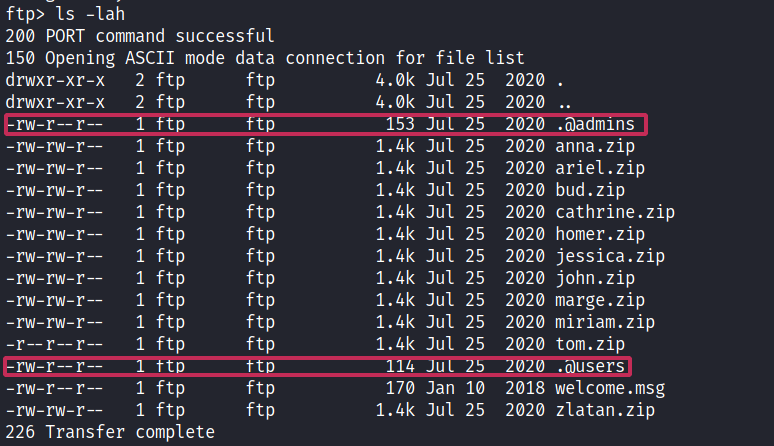 ftp> ls -lah
200 PORT command successful
150 Opening ASCII mode data connection for file list
drwxr-xr-x   2 ftp      ftp          4.0k Jul 25  2020 .
drwxr-xr-x   2 ftp      ftp          4.0k Jul 25  2020 ..
-rw-r--r--   1 ftp      ftp           153 Jul 25  2020 .@admins
-rw-rw-r--   1 ftp      ftp          1.4k Jul 25  2020 anna.zip
-rw-rw-r--   1 ftp      ftp          1.4k Jul 25  2020 ariel.zip
-rw-rw-r--   1 ftp      ftp          1.4k Jul 25  2020 bud.zip
-rw-rw-r--   1 ftp      ftp          1.4k Jul 25  2020 cathrine.zip
-rw-rw-r--   1 ftp      ftp          1.4k Jul 25  2020 homer.zip
-rw-rw-r--   1 ftp      ftp          1.4k Jul 25  2020 jessica.zip
-rw-rw-r--   1 ftp      ftp          1.4k Jul 25  2020 john.zip
-rw-rw-r--   1 ftp      ftp          1.4k Jul 25  2020 marge.zip
-rw-rw-r--   1 ftp      ftp          1.4k Jul 25  2020 miriam.zip
-r--r--r--   1 ftp      ftp          1.4k Jul 25  2020 tom.zip
-rw-r--r--   1 ftp      ftp           114 Jul 25  2020 .@users
-rw-rw-r--   1 ftp      ftp           170 Jan 10  2018 welcome.msg
-rw-rw-r--   1 ftp      ftp          1.4k Jul 25  2020 zlatan.zip
226 Transfer complete